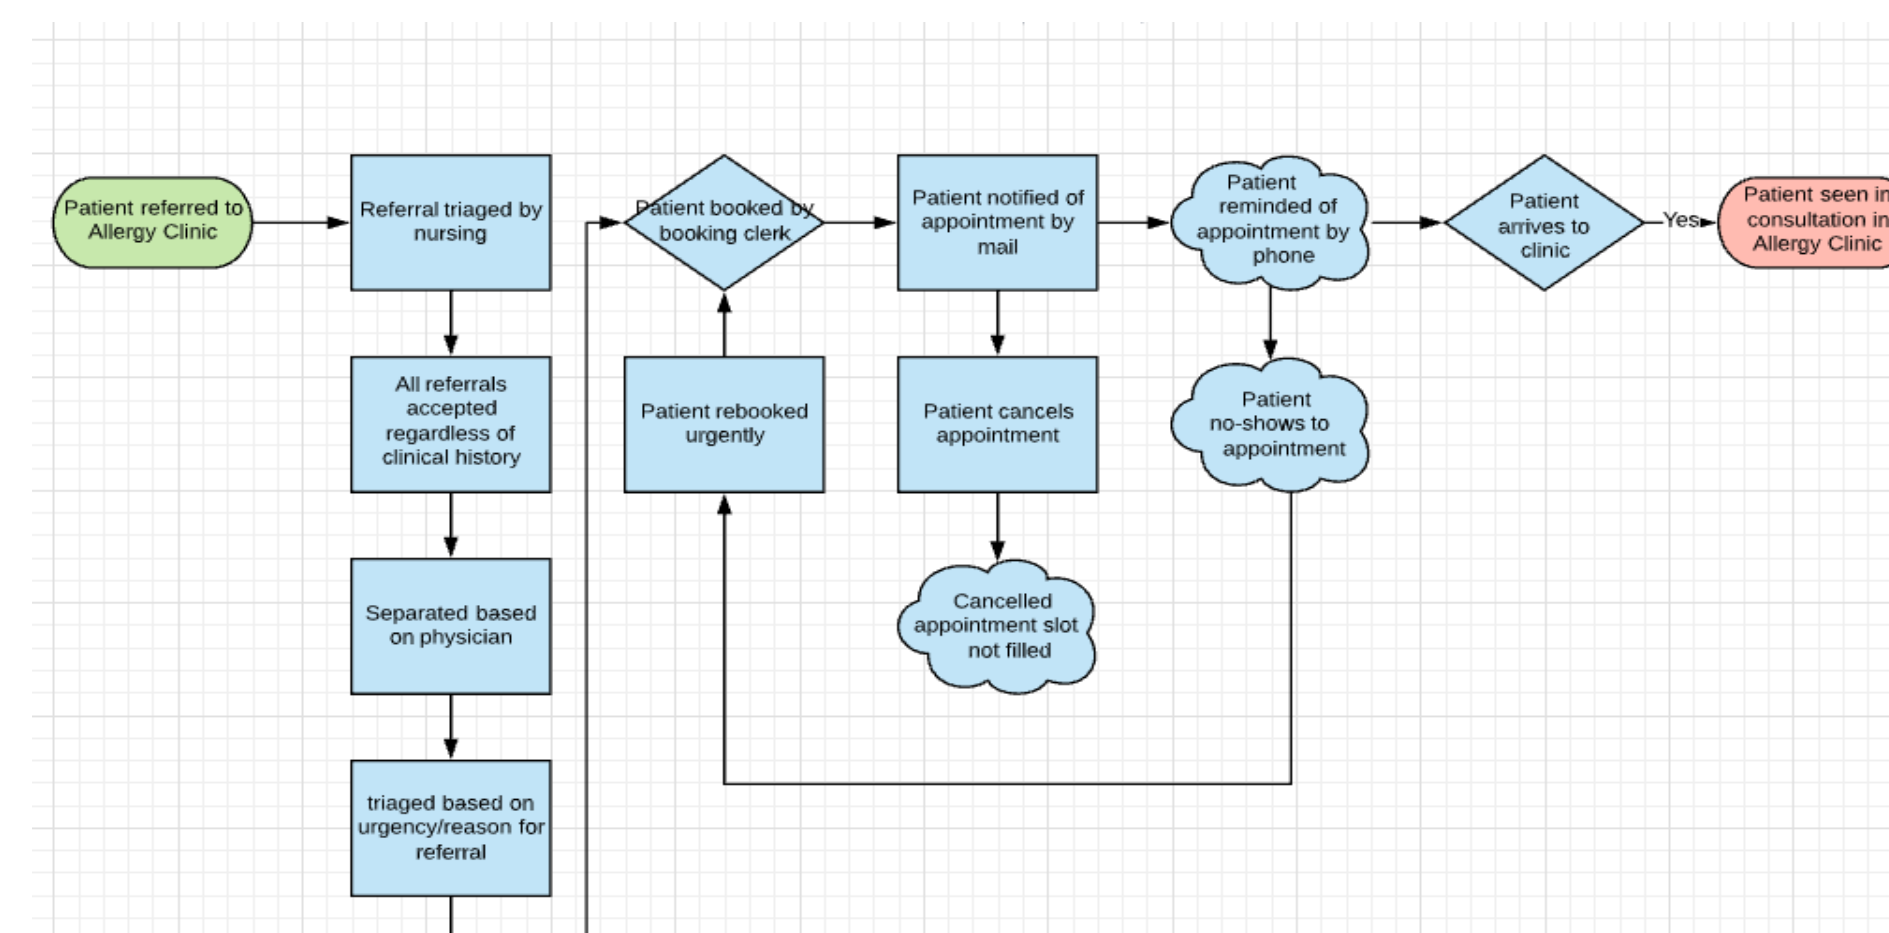 Patient referred to
Allergy Clinic
Referral triaged by
nursing
Patient booked by
booking clerk
Patient notified of
appointment by
mail
Patient
reminded of
appointment by
phone
Patient
arrives to
clinic
Yes
Patient seen in
consultation in
Allergy Clinic
All referrals
accepted
regardless of
clinical history
Patient rebooked
urgently
Patient cancels
appointment
Patient
no-shows to
appointment
Separated based
on physician
Cancelled
appointment slot
not filled
triaged based on
urgency/reason for
referral